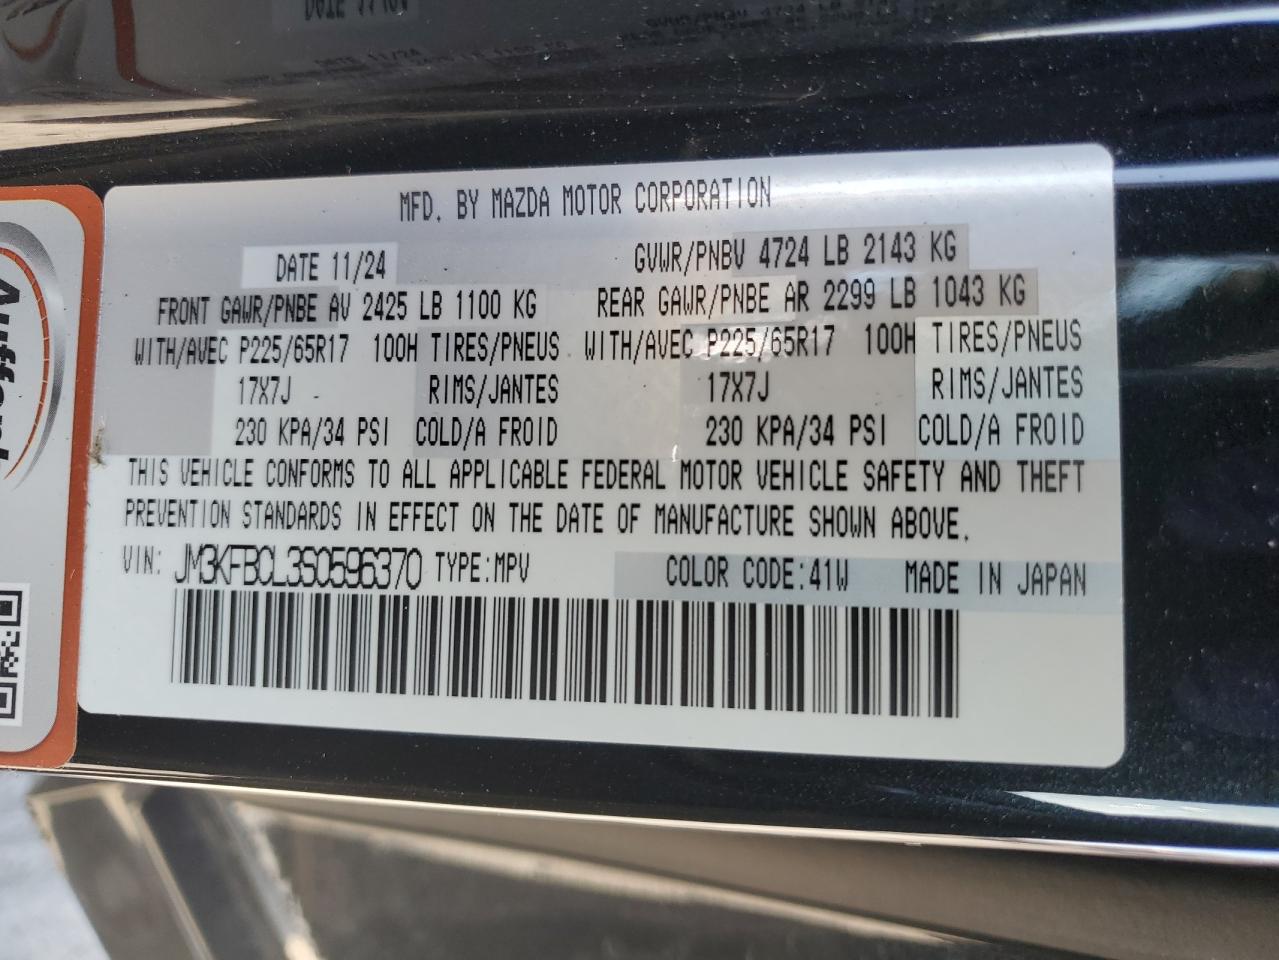 MFD. BY MAZDA MOTOR CORPORATION
DATE 11/24 GVWR/PNBV 4724 LB 2143 KG
FRONT GAWR/PNBE AV 2425 LB 1100 KG REAR GAWR/PNBE AR 2299 LB 1043 KG
WITH/AVEC P225/65R17 100H TIRES/PNEUS WITH/AVEC P225/65R17 100H TIRES/PNEUS
17X7J RIMS/JANTES 17X7J RIMS/JANTES
230 KPA/34 PSI COLD/A FROID 230 KPA/34 PSI COLD/A FROID
THIS VEHICLE CONFORMS TO ALL APPLICABLE FEDERAL MOTOR VEHICLE SAFETY AND THEFT
PREVENTION STANDARDS IN EFFECT ON THE DATE OF MANUFACTURE SHOWN ABOVE.
VIN: JM3KFBCL3S0596370 TYPE:MPV COLOR CODE:41W MADE IN JAPAN